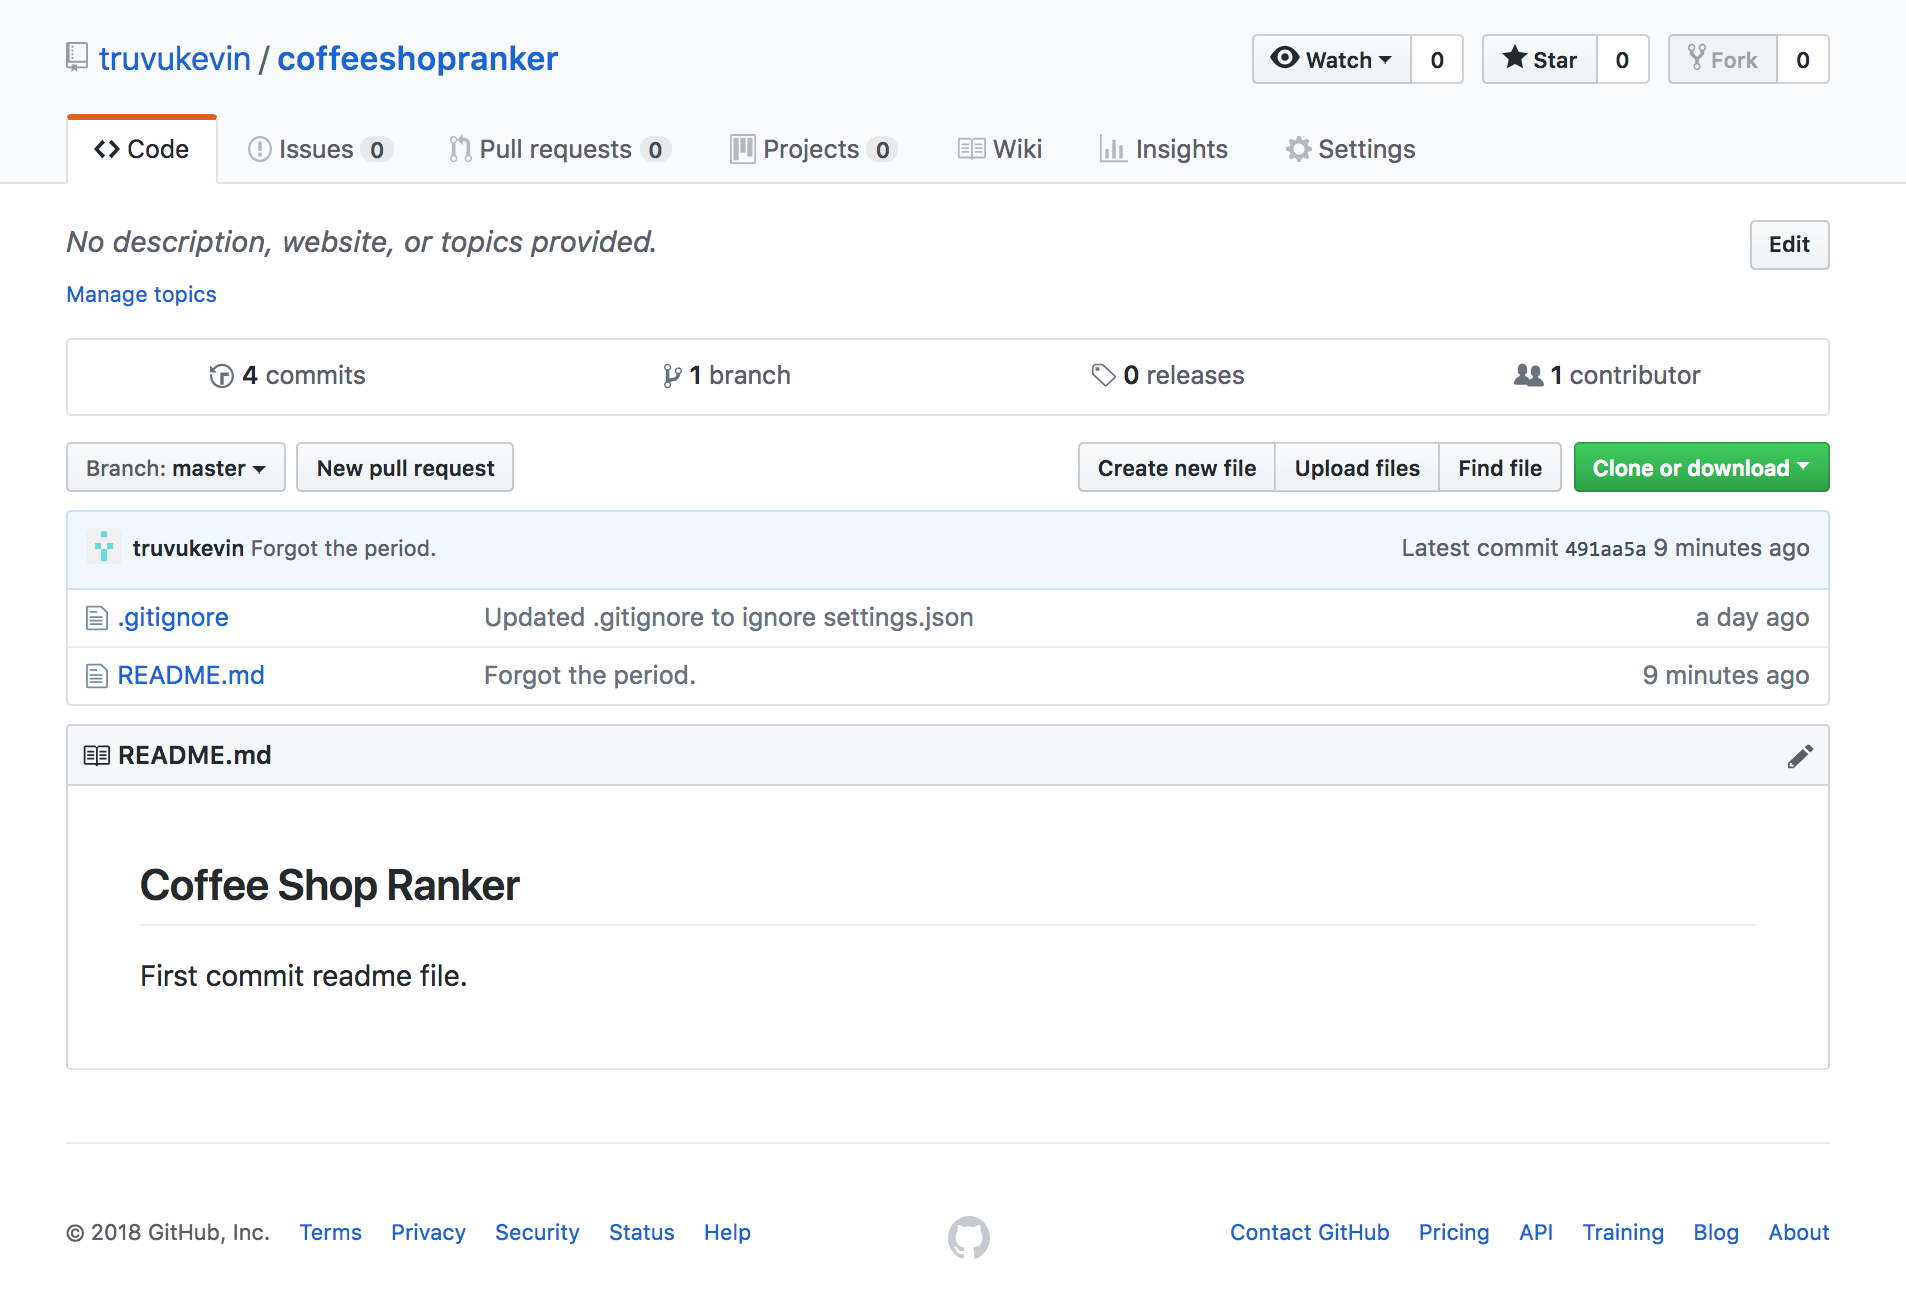 truvukevin / coffeeshopranker Watch 0 Star 0 Fork 0
Code Issues 0 Pull requests 0 Projects 0 Wiki Insights Settings
No description, website, or topics provided. Edit
Manage topics
4 commits 1 branch 0 releases 1 contributor
Branch: master New pull request Create new file Upload files Find file Clone or download
truvukevin Forgot the period. Latest commit 491aa5a 9 minutes ago
.gitignore Updated .gitignore to ignore settings.json a day ago
README.md Forgot the period. 9 minutes ago
README.md
Coffee Shop Ranker
First commit readme file.
© 2018 GitHub, Inc. Terms Privacy Security Status Help Contact GitHub Pricing API Training Blog About